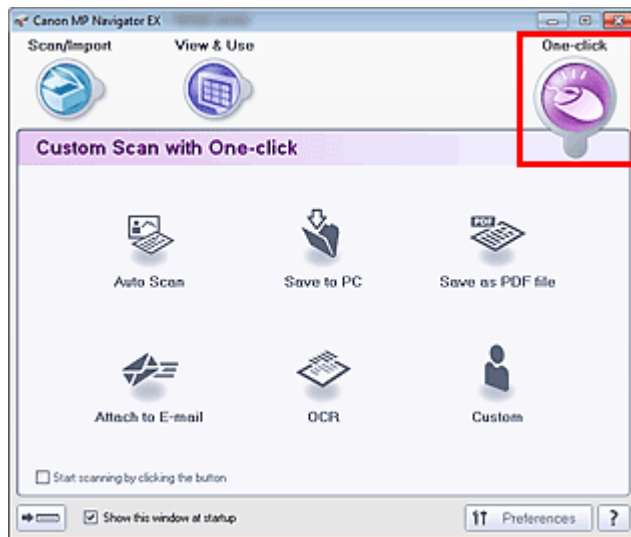 Canon MP Navigator EX
Scan/Import View & Use One-click
Custom Scan with One-click
Auto Scan Save to PC PDF Save as PDF file
Attach to E-mail OCR Custom
Start scanning by clicking the button
Show this window at startup Preferences ?